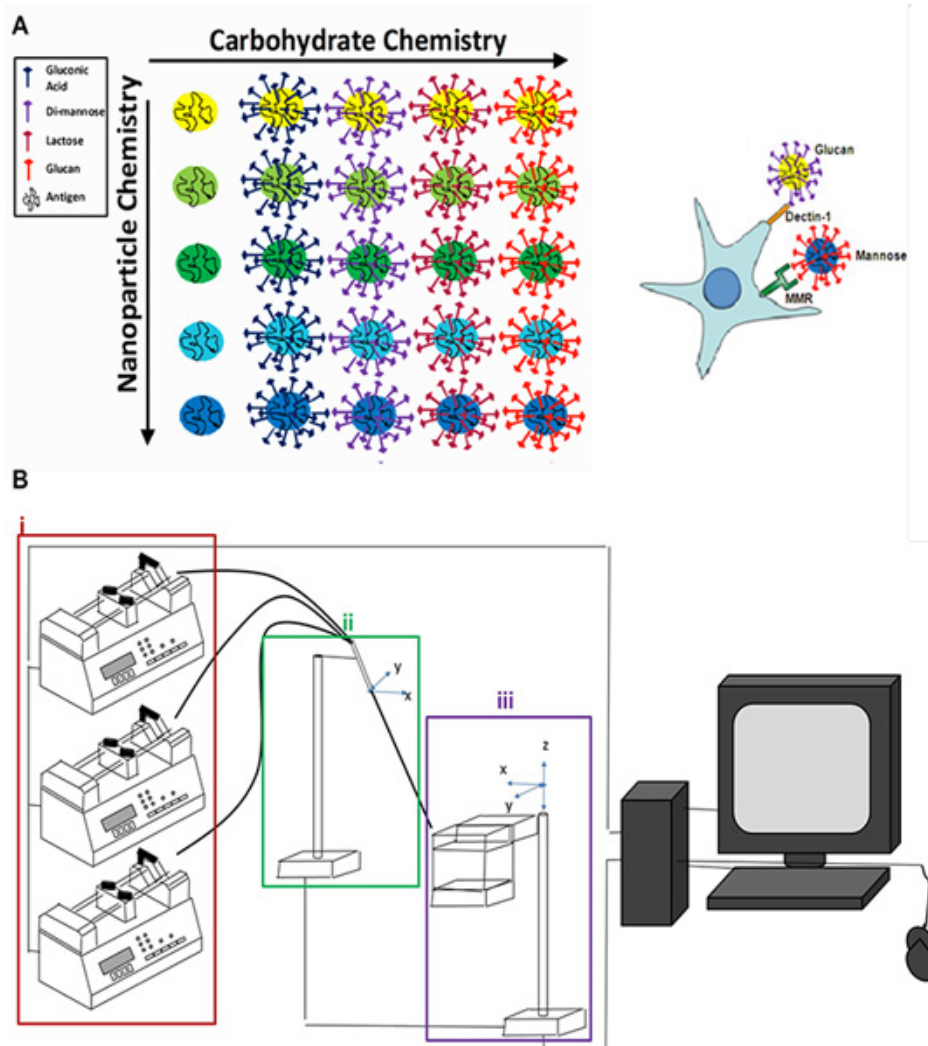 A
Carbohydrate Chemistry
Gluconic
Acid
Di-mannose
Lactose
Glucan
Antigen
Nanoparticle Chemistry
Glucan
Dectin-1
Mannose
MMR
B
i
ii
y
x
iii
z
x
y